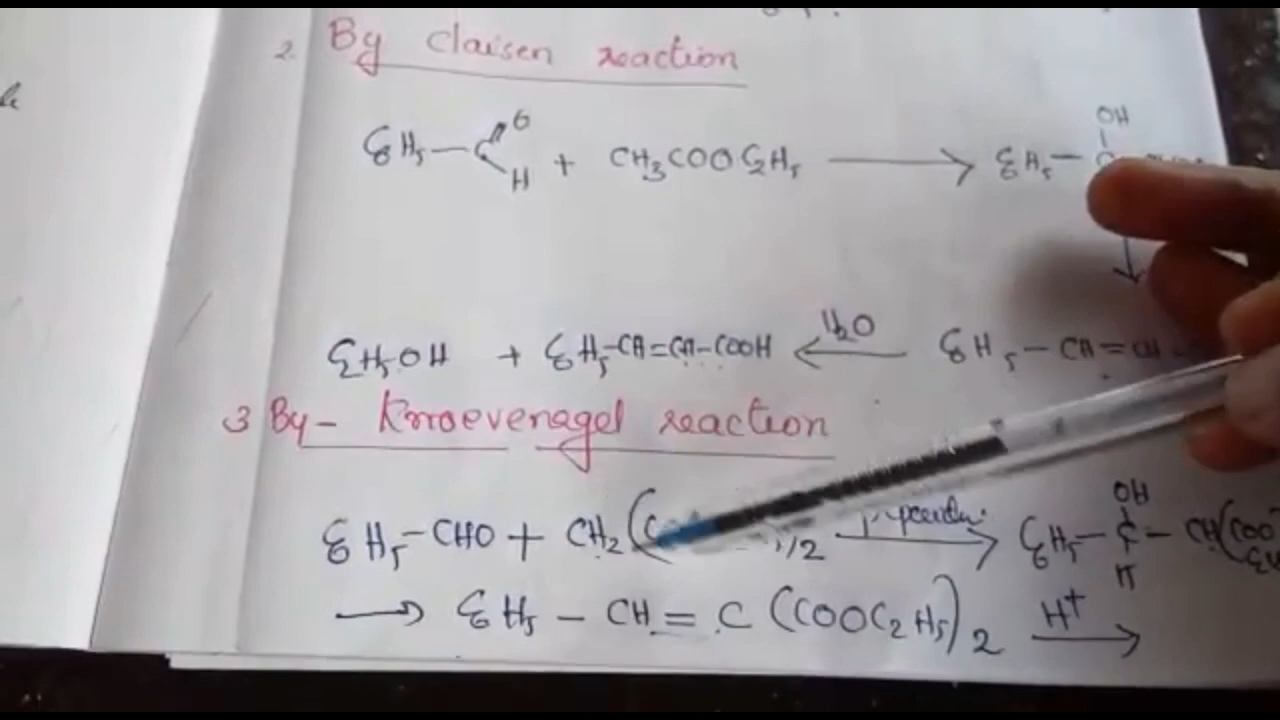 2. By claisen reaction
OH
C6H5-C
O
H
+ CH3COOC2H5 → C6H5-
C2H5OH + C6H5-CH=CH-COOH ← H2O C6H5-CH=CH
3 By- Knoevenagel reaction
OH
C6H5-CHO + CH2( )2 → C6H5-C-CH(COO
H
→ C6H5-CH=C(COOC2H5)2 H+ →